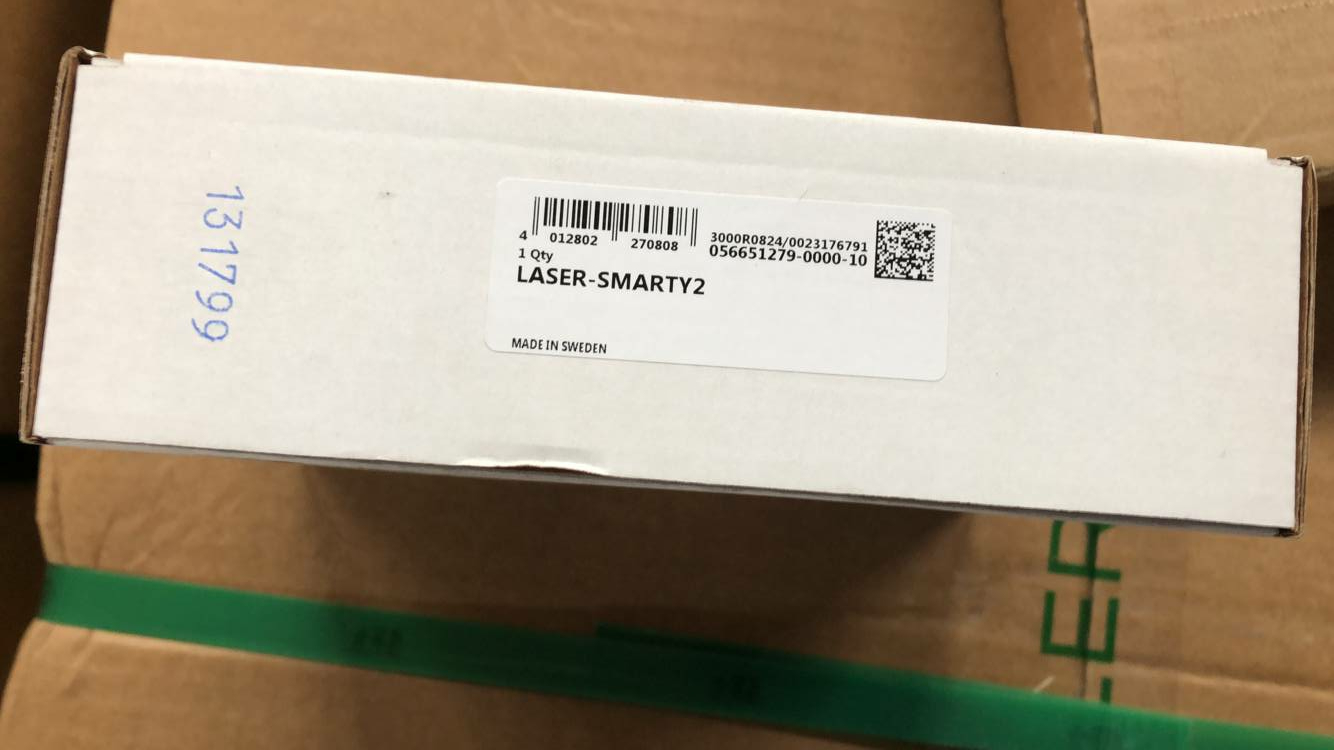 131799
4 012802 270808
1 Qty
LASER-SMARTY2
3000R0824/0023176791
056651279-0000-10
MADE IN SWEDEN